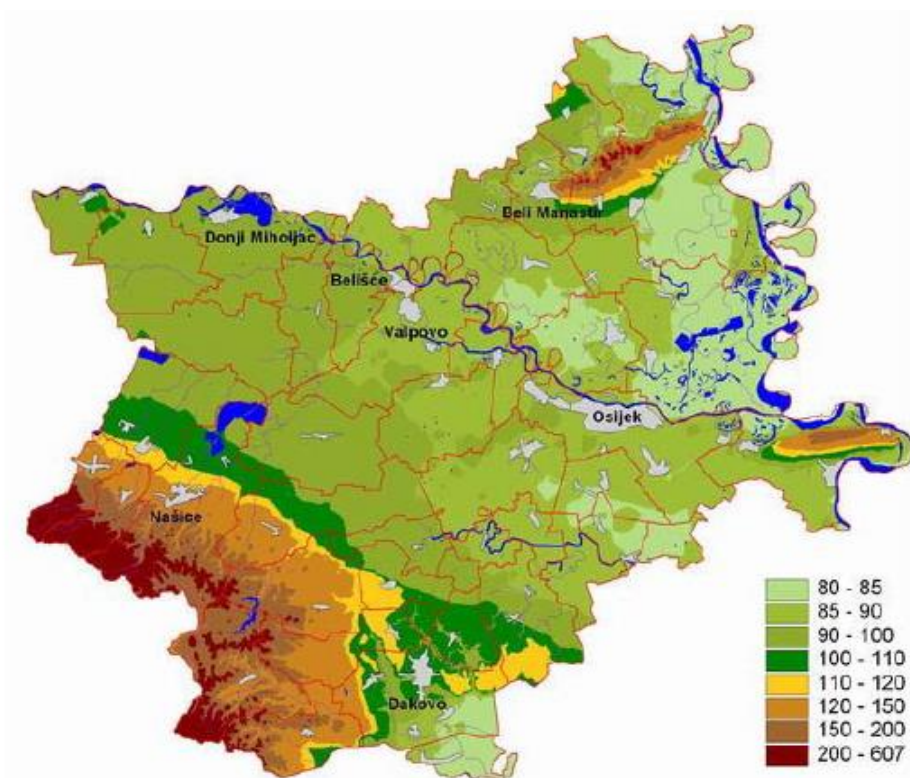 Beli Manastir
Donji Miholjac
Belišće
Valpovo
Osijek
Našice
Đakovo
80 - 85
85 - 90
90 - 100
100 - 110
110 - 120
120 - 150
150 - 200
200 - 607